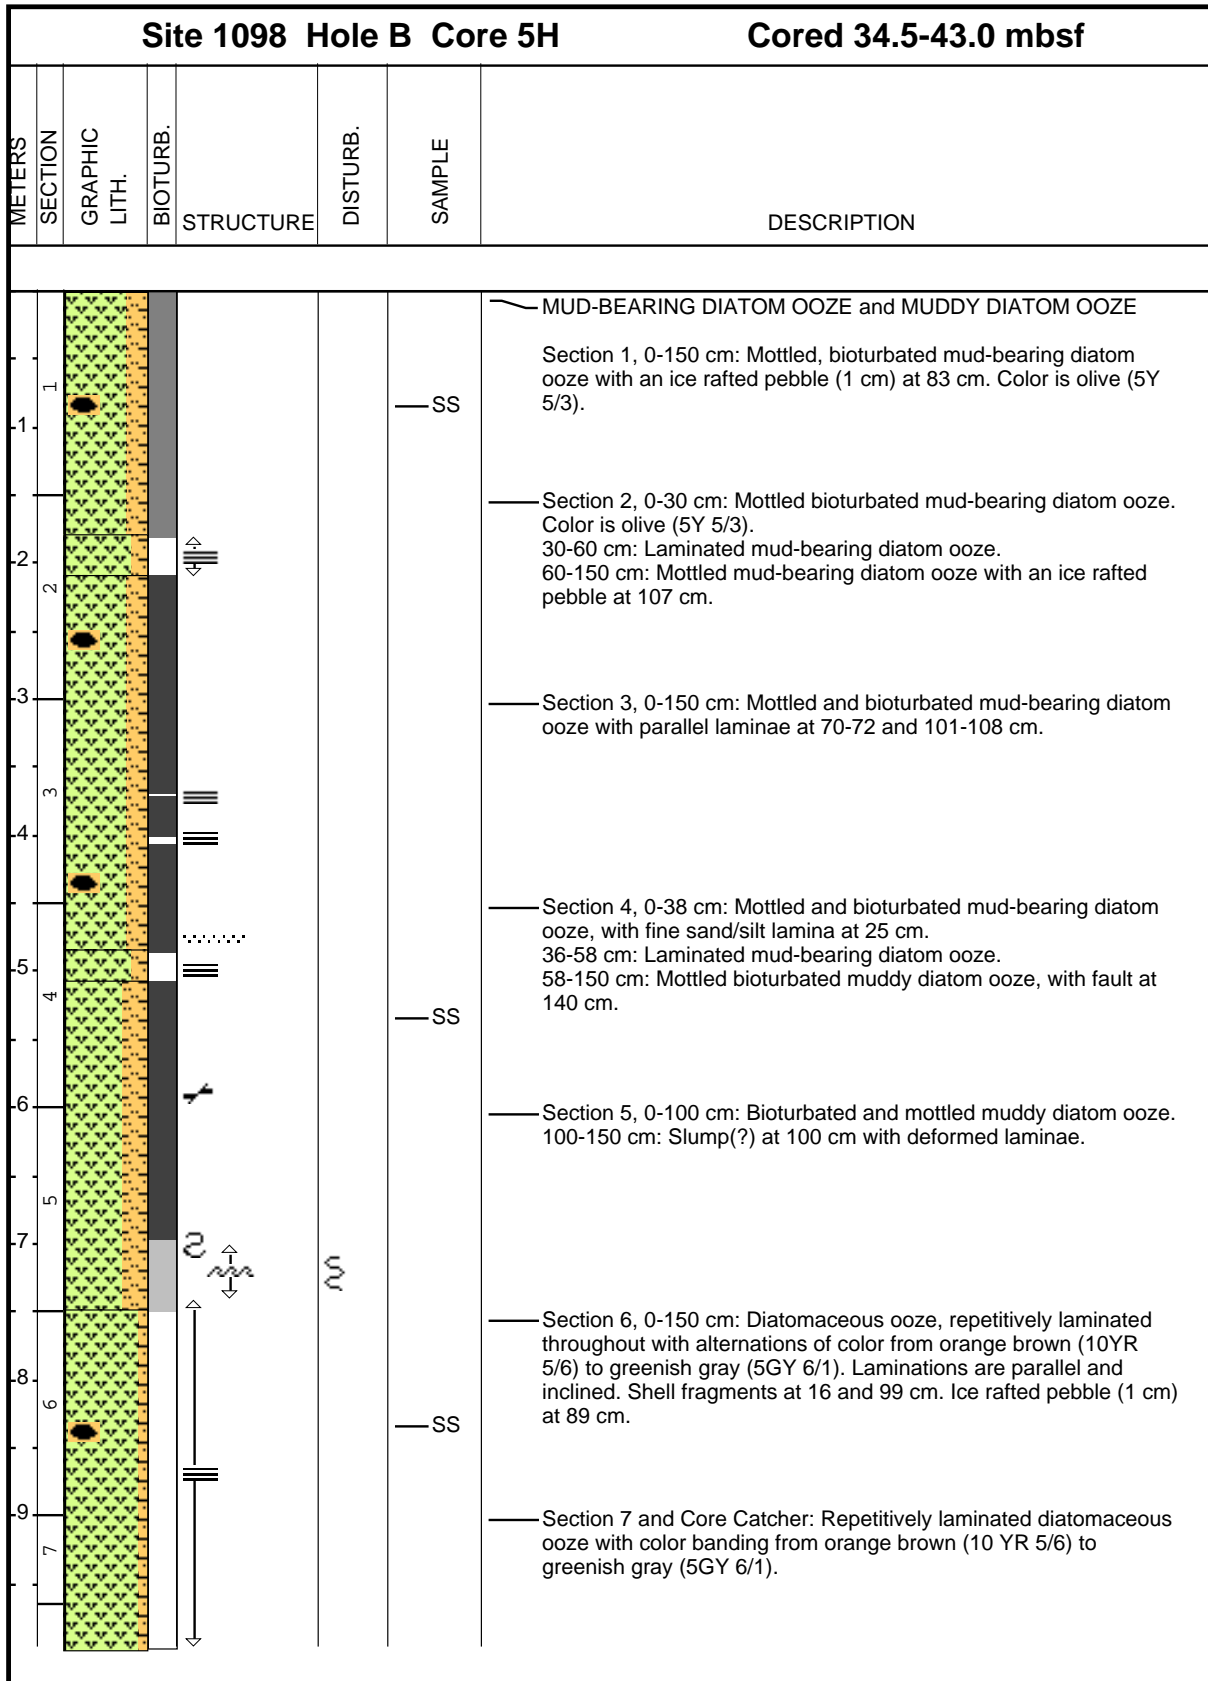 Site 1098 Hole B Core 5H
Cored 34.5-43.0 mbsf
METERS
SECTION
GRAPHIC
LITH.
BIOTURB.
STRUCTURE
DISTURB.
SAMPLE
DESCRIPTION
MUD-BEARING DIATOM OOZE and MUDDY DIATOM OOZE
Section 1, 0-150 cm: Mottled, bioturbated mud-bearing diatom
ooze with an ice rafted pebble (1 cm) at 83 cm. Color is olive (5Y
5/3).
1
SS
1
Section 2, 0-30 cm: Mottled bioturbated mud-bearing diatom ooze.
Color is olive (5Y 5/3).
30-60 cm: Laminated mud-bearing diatom ooze.
60-150 cm: Mottled mud-bearing diatom ooze with an ice rafted
pebble at 107 cm.
2
2
3
Section 3, 0-150 cm: Mottled and bioturbated mud-bearing diatom
ooze with parallel laminae at 70-72 and 101-108 cm.
3
4
Section 4, 0-38 cm: Mottled and bioturbated mud-bearing diatom
ooze, with fine sand/silt lamina at 25 cm.
36-58 cm: Laminated mud-bearing diatom ooze.
58-150 cm: Mottled bioturbated muddy diatom ooze, with fault at
140 cm.
5
4
SS
6
Section 5, 0-100 cm: Bioturbated and mottled muddy diatom ooze.
100-150 cm: Slump(?) at 100 cm with deformed laminae.
5
7
Section 6, 0-150 cm: Diatomaceous ooze, repetitively laminated
throughout with alternations of color from orange brown (10YR
5/6) to greenish gray (5GY 6/1). Laminations are parallel and
inclined. Shell fragments at 16 and 99 cm. Ice rafted pebble (1 cm)
at 89 cm.
8
6
SS
9
Section 7 and Core Catcher: Repetitively laminated diatomaceous
ooze with color banding from orange brown (10 YR 5/6) to
greenish gray (5GY 6/1).
7